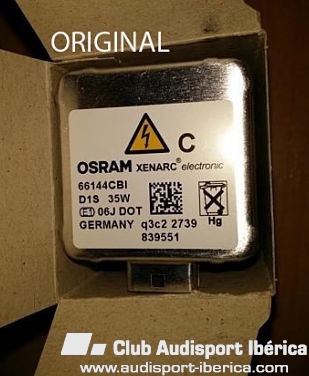 ORIGINAL
C
OSRAM XENARC® electronic
66144CBI
D1S 35W
E1 06J DOT
GERMANY q3c2 2739
839551
Hg
Club Audisport Ibérica
www.audisport-iberica.com